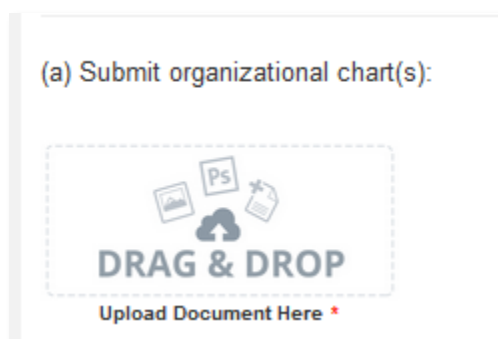 (a) Submit organizational chart(s):
Ps
DRAG & DROP
Upload Document Here *